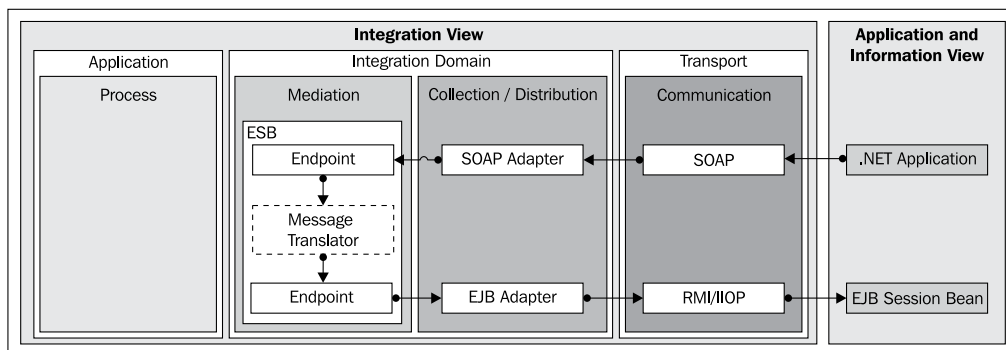 Integration View
Application and
Information View
Application
Integration Domain
Transport
Process
Mediation
Collection / Distribution
Communication
ESB
Endpoint
SOAP Adapter
SOAP
.NET Application
Message
Translator
Endpoint
EJB Adapter
RMI/IIOP
EJB Session Bean